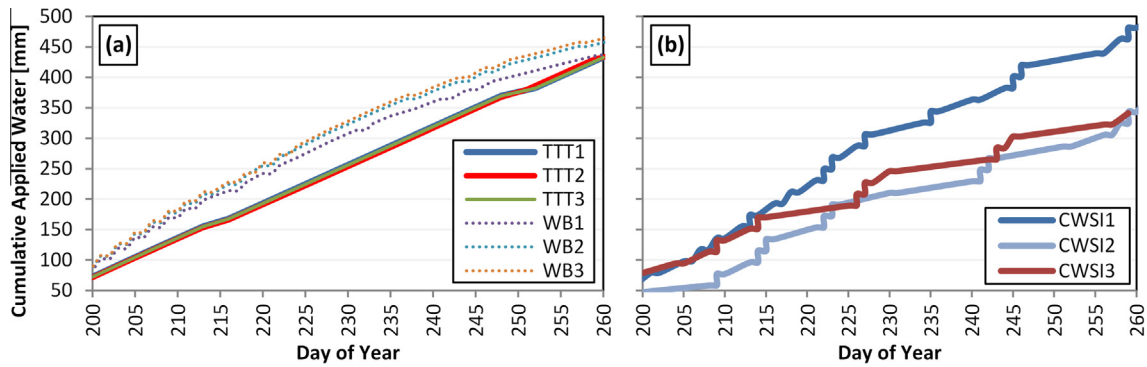 Cumulative Applied Water [mm]
500
450
400
350
300
250
200
150
100
50
(a)
TTT1
TTT2
TTT3
WB1
WB2
WB3
200
205
210
215
220
225
230
235
240
245
250
255
260
Day of Year
(b)
CWSI1
CWSI2
CWSI3
200
205
210
215
220
225
230
235
240
245
250
255
260
Day of Year